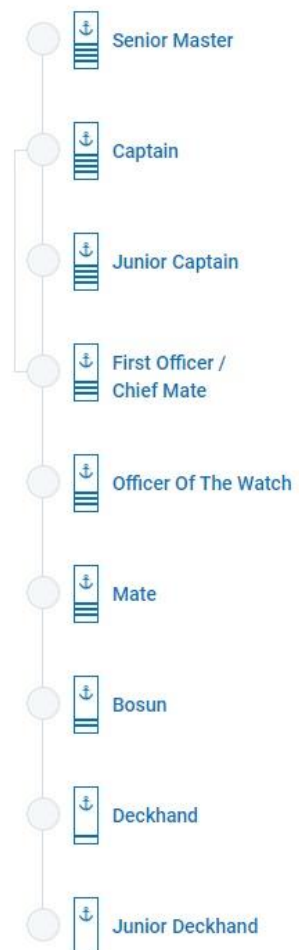 Senior Master
Captain
Junior Captain
First Officer /
Chief Mate
Officer Of The Watch
Mate
Bosun
Deckhand
Junior Deckhand